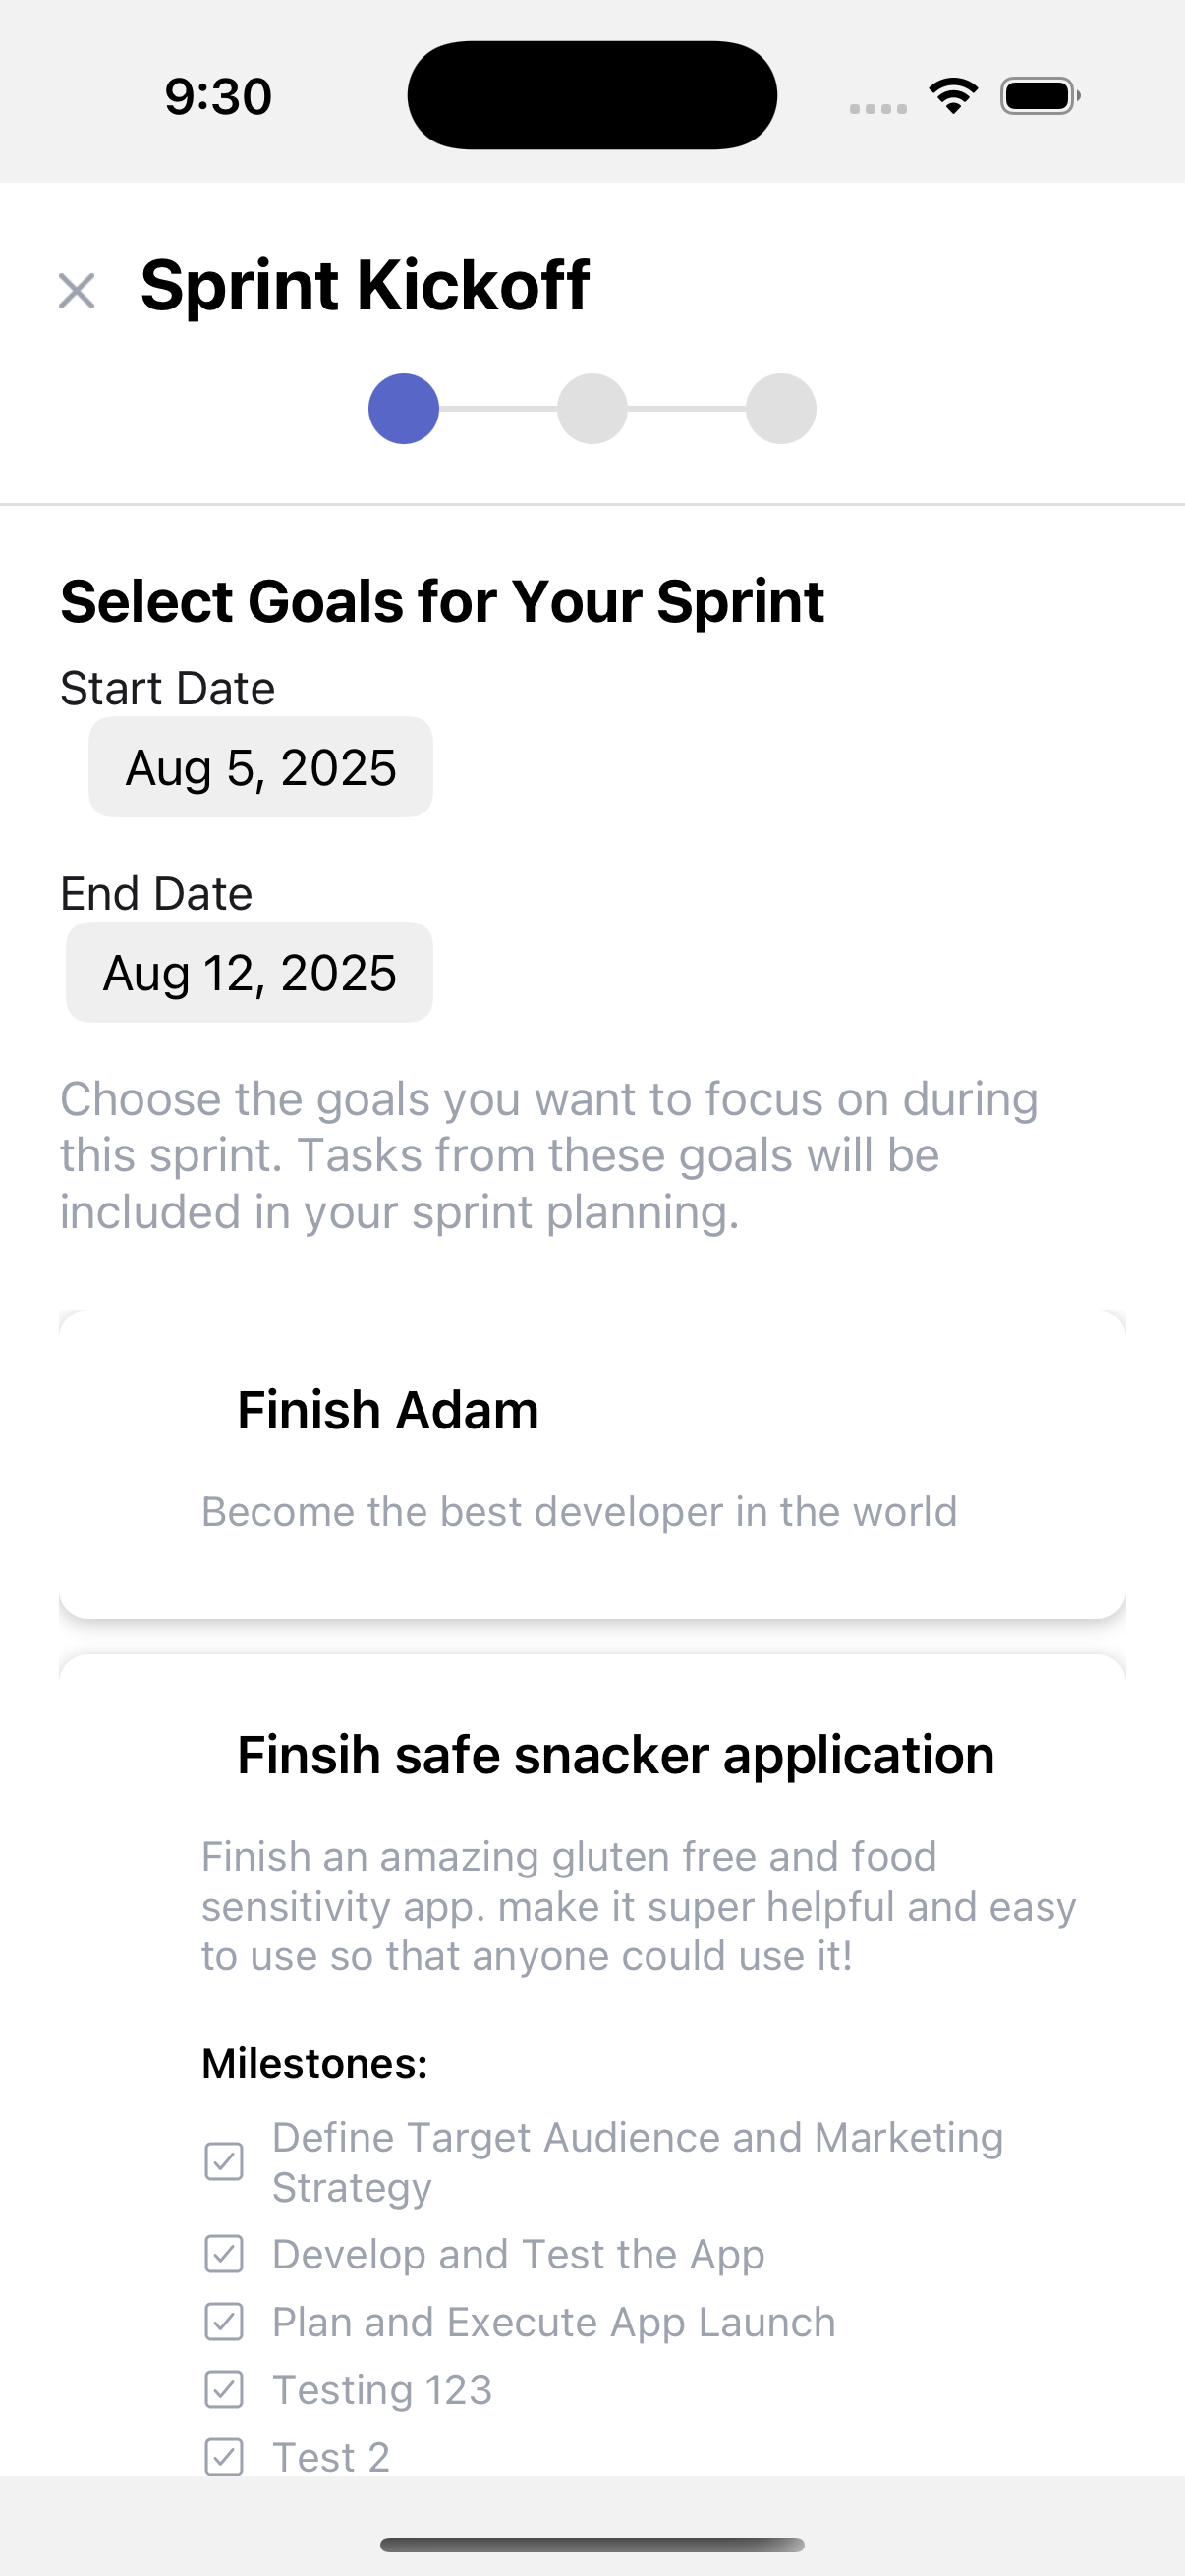 9:30
Sprint Kickoff
Select Goals for Your Sprint
Start Date
Aug 5, 2025
End Date
Aug 12, 2025
Choose the goals you want to focus on during
this sprint. Tasks from these goals will be
included in your sprint planning.
Finish Adam
Become the best developer in the world
Finsih safe snacker application
Finish an amazing gluten free and food
sensitivity app. make it super helpful and easy
to use so that anyone could use it!
Milestones:
Define Target Audience and Marketing
Strategy
Develop and Test the App
Plan and Execute App Launch
Testing 123
Test 2